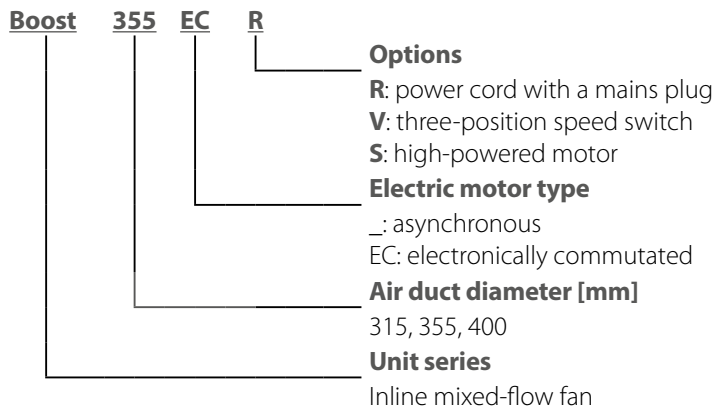 Boost 355 EC R
Options
R: power cord with a mains plug
V: three-position speed switch
S: high-powered motor
Electric motor type
_: asynchronous
EC: electronically commutated
Air duct diameter [mm]
315, 355, 400
Unit series
Inline mixed-flow fan